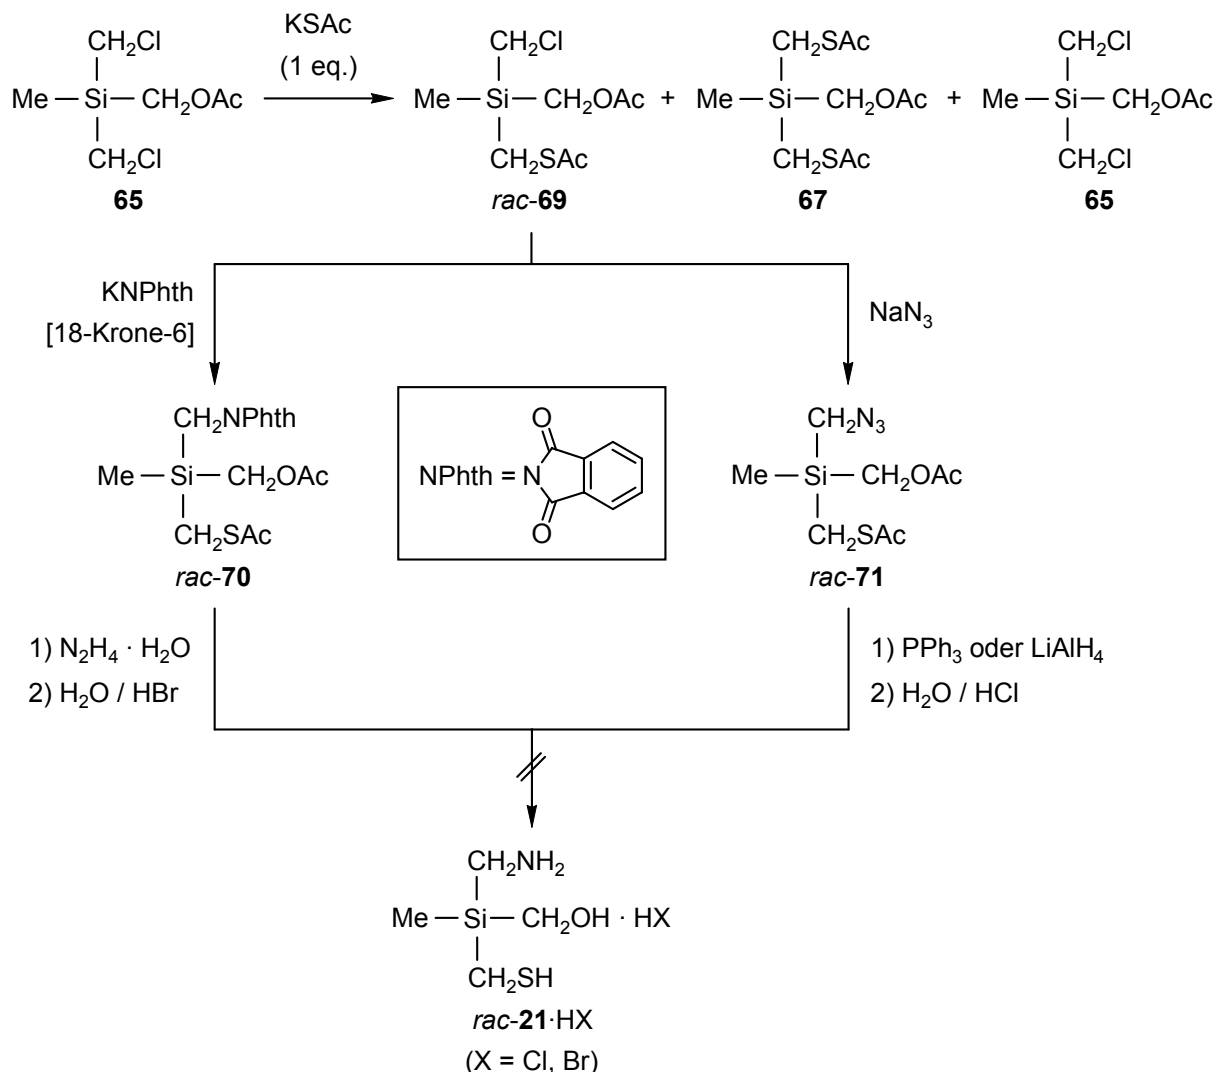 CH₂Cl
Me—Si—CH₂OAc
CH₂Cl
65
KSAc
(1 eq.)
CH₂Cl
Me—Si—CH₂OAc
CH₂SAc
rac-69
+
CH₂SAc
Me—Si—CH₂OAc
CH₂SAc
67
+
CH₂Cl
Me—Si—CH₂OAc
CH₂Cl
65
KNPhth
[18-Krone-6]
NaN₃
CH₂NPhth
Me—Si—CH₂OAc
CH₂SAc
rac-70
O
NPhth = N
O
CH₂N₃
Me—Si—CH₂OAc
CH₂SAc
rac-71
1) N₂H₄ · H₂O
2) H₂O / HBr
1) PPh₃ oder LiAlH₄
2) H₂O / HCl
CH₂NH₂
Me—Si—CH₂OH · HX
CH₂SH
rac-21·HX
(X = Cl, Br)